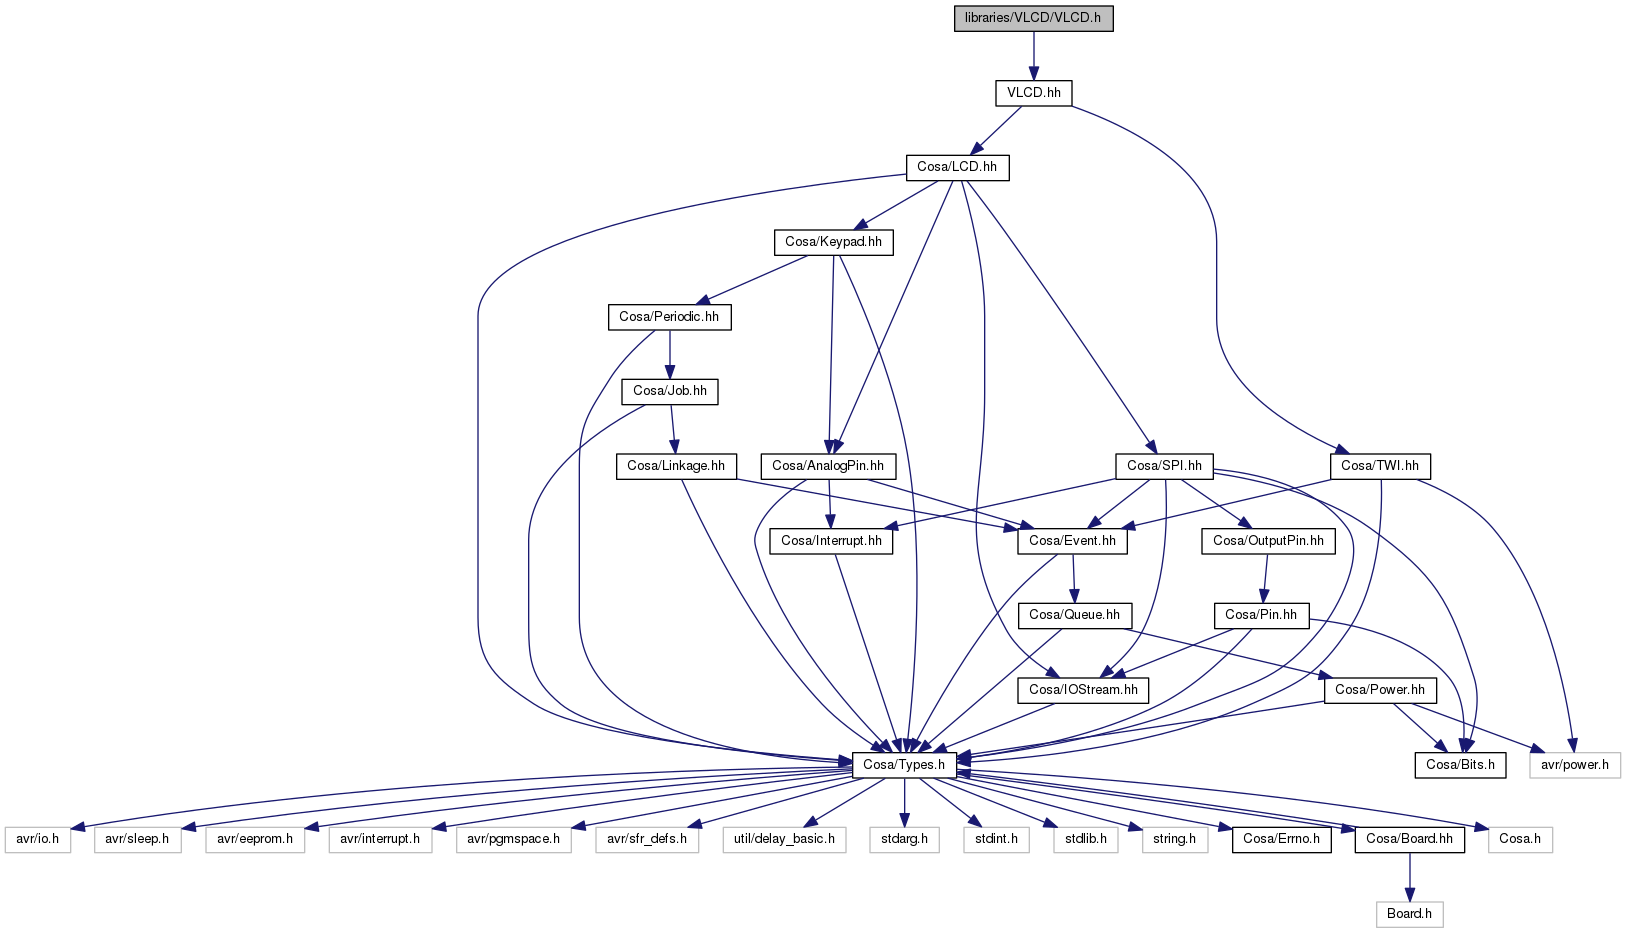 libraries/VLCD/VLCD.h
VLCD.hh
Cosa/LCD.hh
Cosa/Keypad.hh
Cosa/Periodic.hh
Cosa/Job.hh
Cosa/Linkage.hh
Cosa/AnalogPin.hh
Cosa/SPI.hh
Cosa/TWI.hh
Cosa/Interrupt.hh
Cosa/Event.hh
Cosa/OutputPin.hh
Cosa/Queue.hh
Cosa/Pin.hh
Cosa/IOStream.hh
Cosa/Power.hh
Cosa/Types.h
Cosa/Bits.h
avr/power.h
avr/io.h
avr/sleep.h
avr/eeprom.h
avr/interrupt.h
avr/pgmspace.h
avr/sfr_defs.h
util/delay_basic.h
stdarg.h
stdint.h
stdlib.h
string.h
Cosa/Errno.h
Cosa/Board.hh
Cosa.h
Board.h